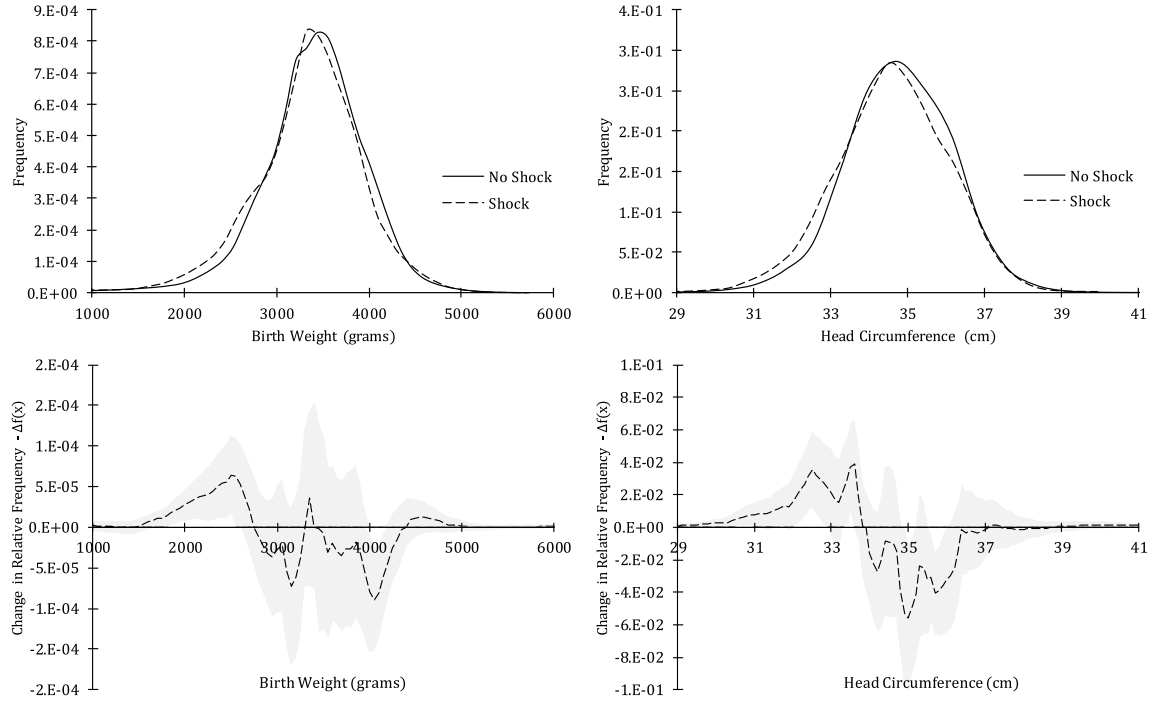 9.E-04
8.E-04
7.E-04
6.E-04
5.E-04
4.E-04
3.E-04
2.E-04
1.E-04
0.E+00
Frequency
No Shock
Shock
1000 2000 3000 4000 5000 6000
Birth Weight (grams)
4.E-01
3.E-01
3.E-01
2.E-01
2.E-01
1.E-01
5.E-02
0.E+00
Frequency
No Shock
Shock
29 31 33 35 37 39 41
Head Circumference (cm)
2.E-04
2.E-04
1.E-04
5.E-05
0.E+00
-5.E-05
-1.E-04
-2.E-04
-2.E-04
Change in Relative Frequency - Δf(x)
1000 2000 3000 4000 5000 6000
Birth Weight (grams)
1.E-01
8.E-02
6.E-02
4.E-02
2.E-02
0.E+00
-2.E-02
-4.E-02
-6.E-02
-8.E-02
-1.E-01
Change in Relative Frequency - Δf(x)
29 31 33 35 37 39 41
Head Circumference (cm)